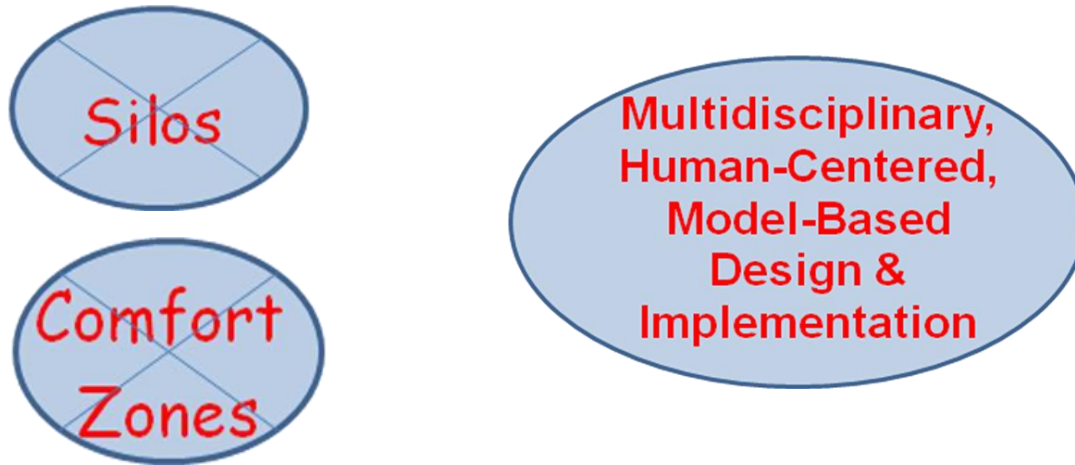 Silos
Comfort
Zones
Multidisciplinary,
Human-Centered,
Model-Based
Design &
Implementation